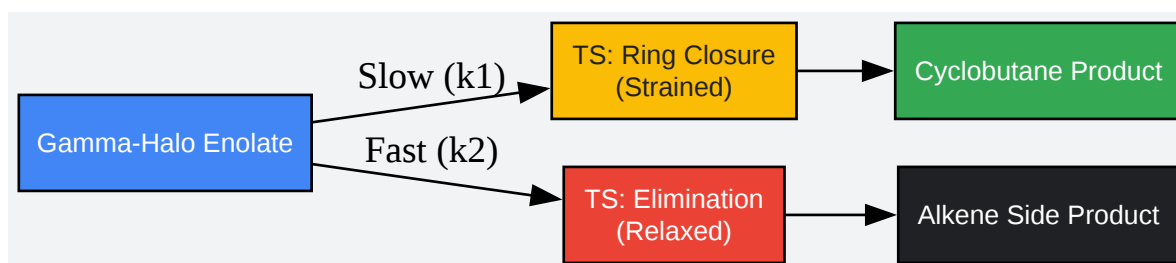 Gamma-Halo Enolate
Slow (k1)
Fast (k2)
TS: Ring Closure
(Strained)
Cyclobutane Product
TS: Elimination
(Relaxed)
Alkene Side Product